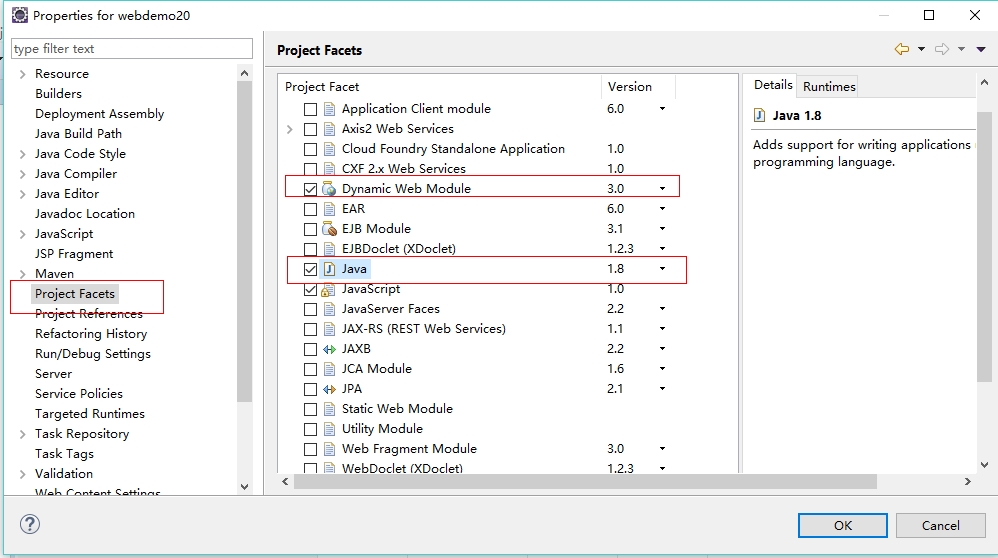 Properties for webdemo20
type filter text
Resource
Builders
Deployment Assembly
Java Build Path
Java Code Style
Java Compiler
Java Editor
Javadoc Location
JavaScript
JSP Fragment
Maven
Project Facets
Project References
Refactoring History
Run/Debug Settings
Server
Service Policies
Targeted Runtimes
Task Repository
Task Tags
Validation
Web Content Settings
Project Facets
Project Facet Version
Application Client module 6.0
Axis2 Web Services
Cloud Foundry Standalone Application 1.0
CXF 2.x Web Services 1.0
Dynamic Web Module 3.0
EAR 6.0
EJB Module 3.1
EJBDoclet (XDoclet) 1.2.3
Java 1.8
JavaScript 1.0
JavaServer Faces 2.2
JAX-RS (REST Web Services) 1.1
JAXB 2.2
JCA Module 1.6
JPA 2.1
Static Web Module
Utility Module
Web Fragment Module 3.0
WebDoclet (XDoclet) 1.2.3
Details Runtimes
Java 1.8
Adds support for writing applications
programming language.
OK Cancel